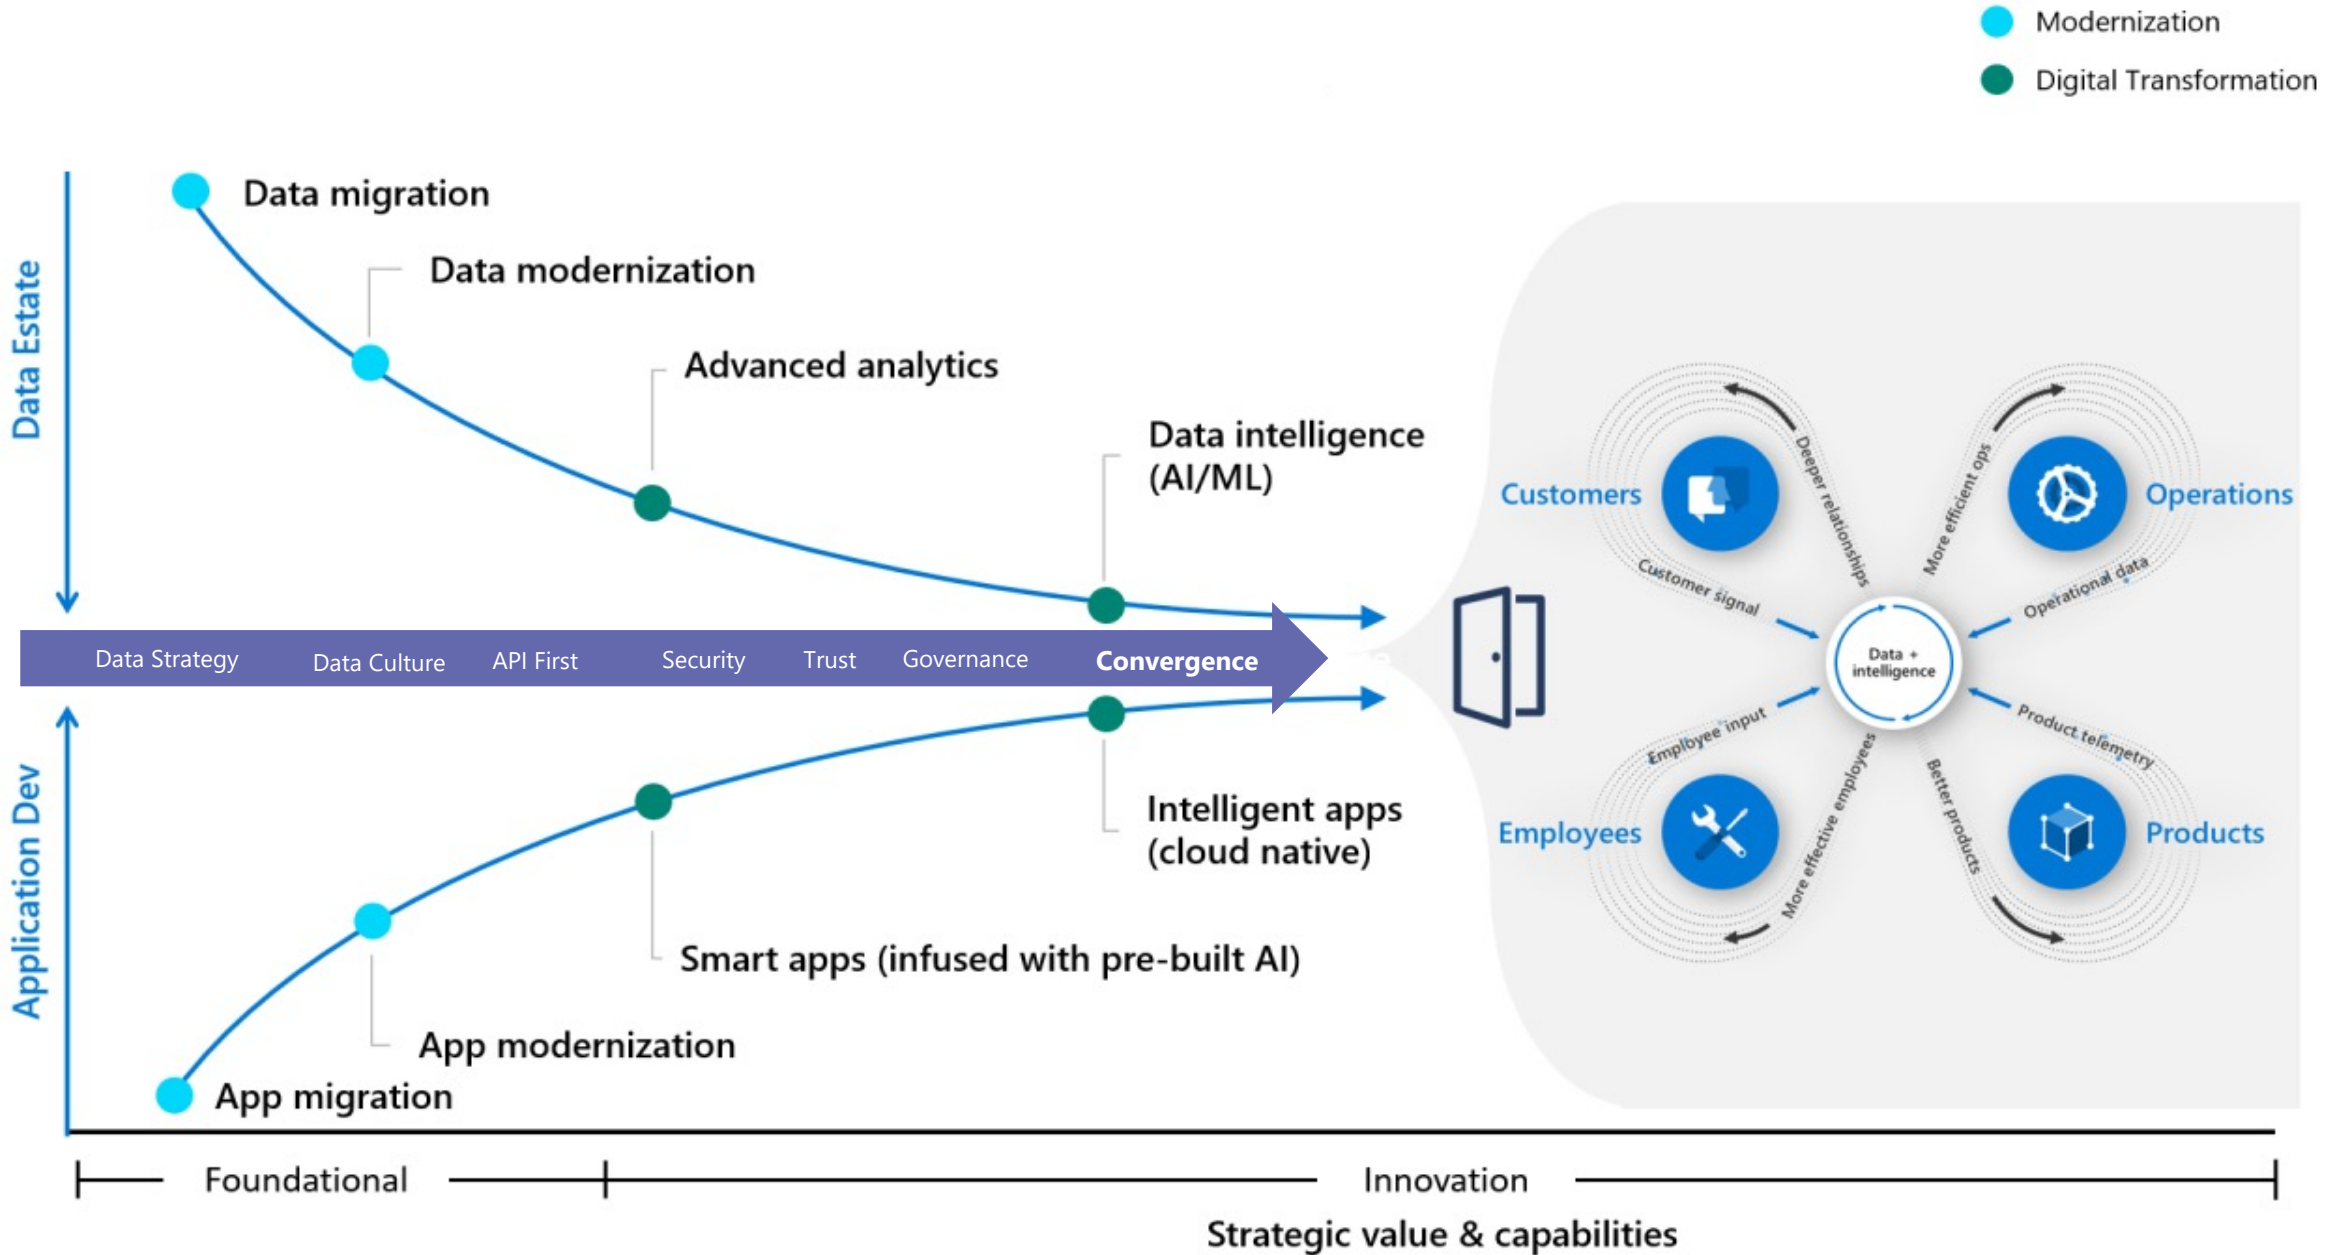 Modernization
Digital Transformation
Data Estate
Data migration
Data modernization
Advanced analytics
Data intelligence
(AI/ML)
Data Strategy
Data Culture
API First
Security
Trust
Governance
Convergence
Application Dev
Intelligent apps
(cloud native)
Smart apps (infused with pre-built AI)
App modernization
App migration
Customers
Deeper relationships
Customer signal
More efficient ops
Operations
Operational data
Data +
intelligence
Employee input
Employees
More effective employees
Product telemetry
Better products
Products
Foundational
Innovation
Strategic value & capabilities